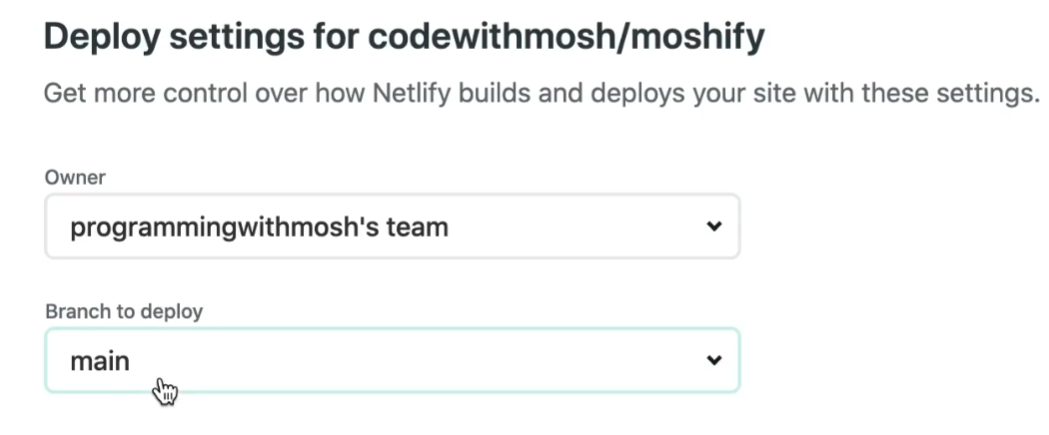 Deploy settings for codewithmosh/moshify
Get more control over how Netlify builds and deploys your site with these settings.
Owner
programmingwithmosh's team
Branch to deploy
main